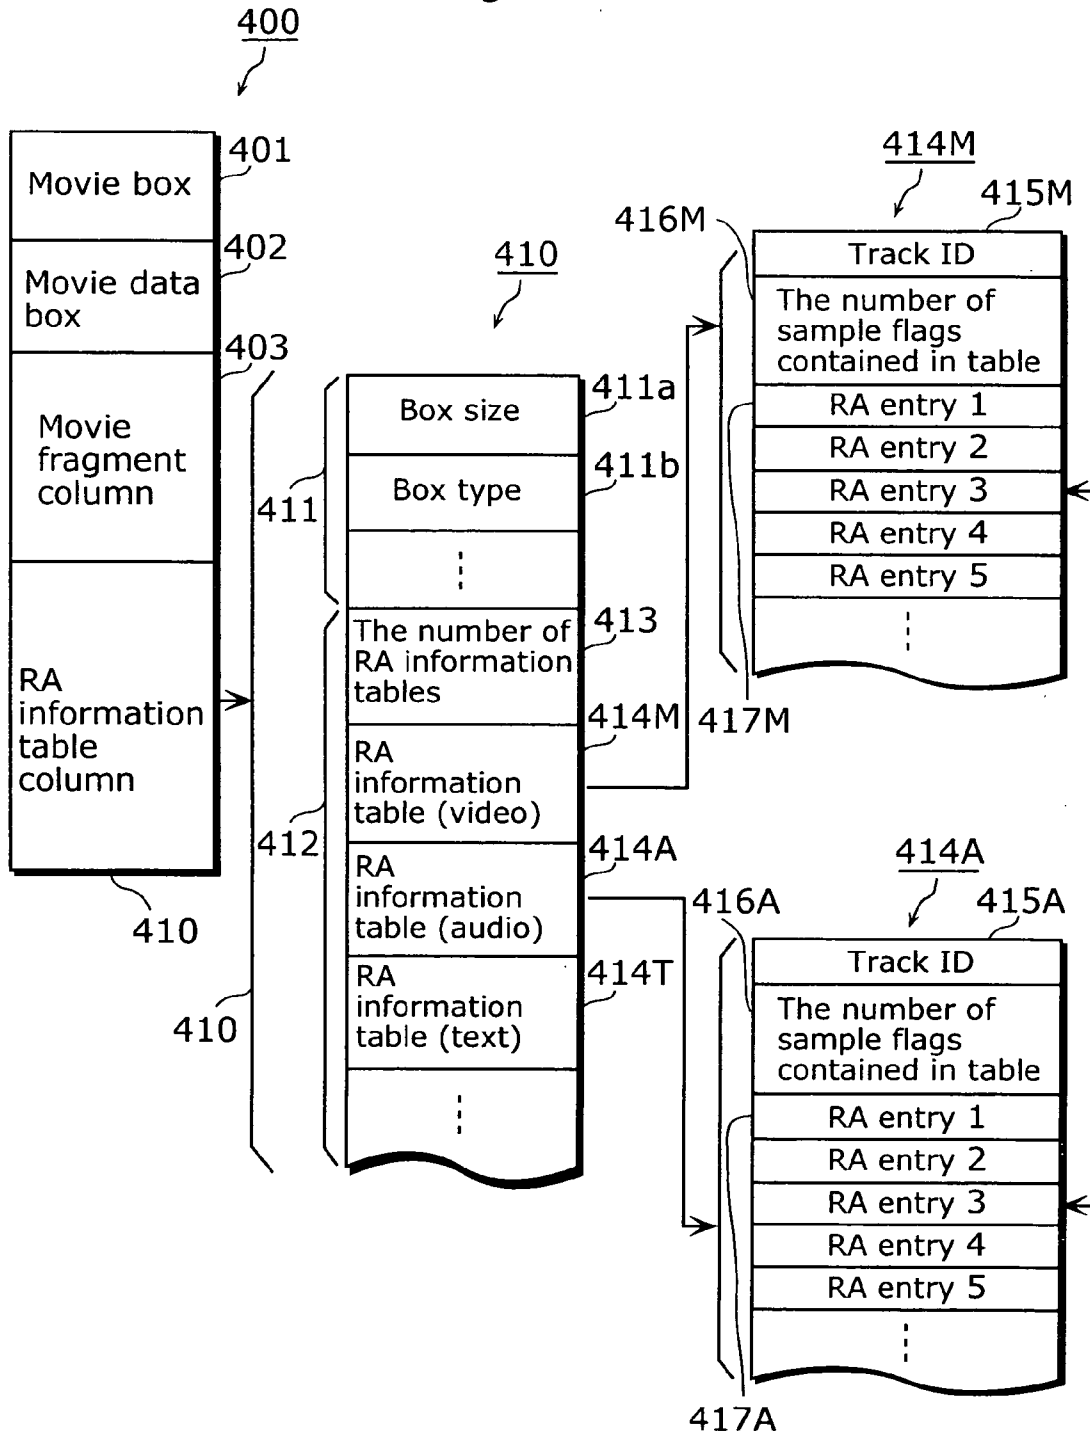 400
401
Movie box
402
Movie data
box
403
Movie
fragment
column
RA
information
table
column
410
410
410
411
411a
Box size
411b
Box type
412
413
The number of
RA information
tables
414M
RA
information
table (video)
414A
RA
information
table (audio)
414T
RA
information
table (text)
414M
415M
416M
Track ID
The number of
sample flags
contained in table
RA entry 1
RA entry 2
RA entry 3
RA entry 4
RA entry 5
417M
414A
415A
416A
Track ID
The number of
sample flags
contained in table
RA entry 1
RA entry 2
RA entry 3
RA entry 4
RA entry 5
417A